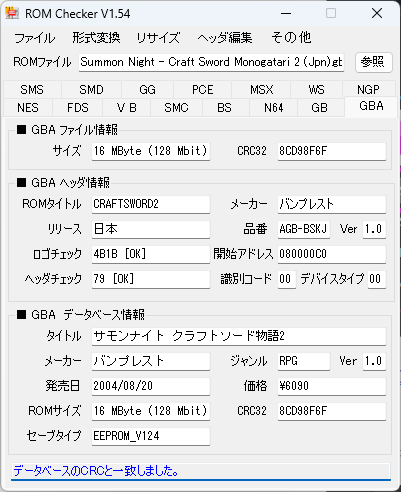 ROM Checker V1.54
ファイル 形式変換 リサイズ ヘッダ編集 その他
ROMファイル Summon Night - Craft Sword Monogatari 2 (Jpn)gb 参照
SMS SMD GG PCE MSX WS NGP
NES FDS V B SMC BS N64 GB GBA
■ GBA ファイル情報
サイズ 16 MByte (128 Mbit) CRC32 8CD98F6F
■ GBA ヘッダ情報
ROMタイトル CRAFTSWORD2 メーカー バンプレスト
リリース 日本 品番 AGB-BSKJ Ver 1.0
ロゴチェック 4B1B [OK] 開始アドレス 080000C0
ヘッダチェック 79 [OK] 識別コード 00 デバイスタイプ 00
■ GBA データベース情報
タイトル サモンナイト クラフトソード物語2
メーカー バンプレスト ジャンル RPG Ver 1.0
発売日 2004/08/20 価格 ¥6090
ROMサイズ 16 MByte (128 Mbit) CRC32 8CD98F6F
セーブタイプ EEPROM_V124
データベースのCRCと一致しました。